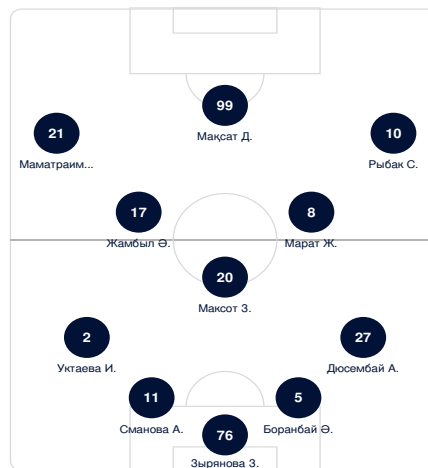 99
Мақсат Д.
21
Маматраим...
10
Рыбак С.
17
Жамбыл Ә.
8
Марат Ж.
20
Максот З.
2
Уктаева И.
27
Дюсембай А.
11
Сманова А.
5
Боранбай Ә.
76
Зырянова З.